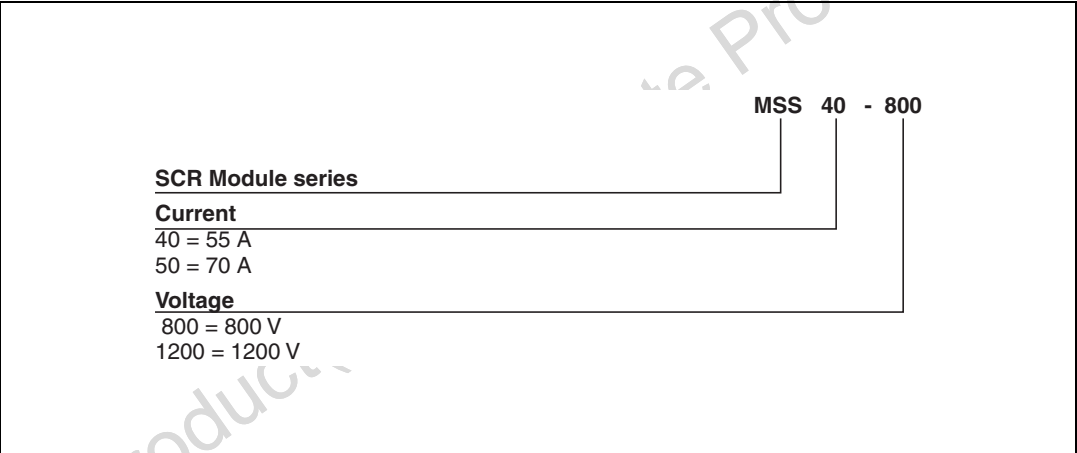 MSS 40 - 800
SCR Module series
Current
40 = 55 A
50 = 70 A
Voltage
800 = 800 V
1200 = 1200 V